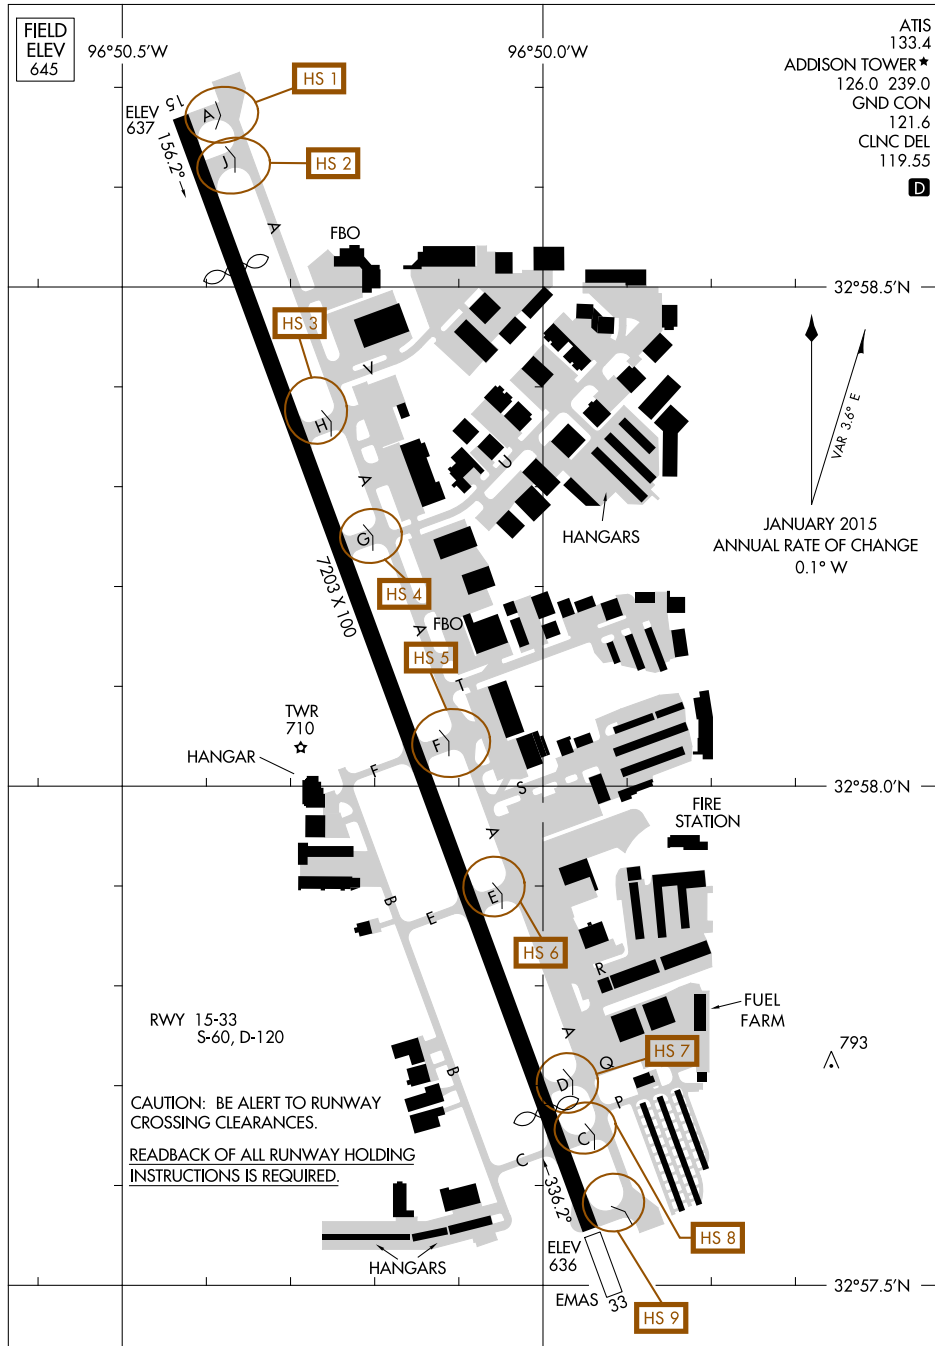 FIELD
ELEV
645
96°50.5'W
96°50.0'W
ATIS
133.4
ADDISON TOWER★
126.0 239.0
GND CON
121.6
CLNC DEL
119.55
D
HS 1
15
ELEV
637
A
156.2°
J
HS 2
A
FBO
32°58.5'N
HS 3
V
VAR 3.6° E
H
A
U
G
HANGARS
JANUARY 2015
ANNUAL RATE OF CHANGE
0.1° W
7203 X 100
HS 4
A
FBO
HS 5
T
TWR
710
F
HANGAR
F
S
32°58.0'N
FIRE
STATION
A
E
B
E
HS 6
R
RWY 15-33
S-60, D-120
FUEL
FARM
A
HS 7
793
Q
B
D
P
CAUTION: BE ALERT TO RUNWAY
CROSSING CLEARANCES.
READBACK OF ALL RUNWAY HOLDING
INSTRUCTIONS IS REQUIRED.
C
C
336.2°
HS 8
ELEV
636
HANGARS
EMAS
33
32°57.5'N
HS 9